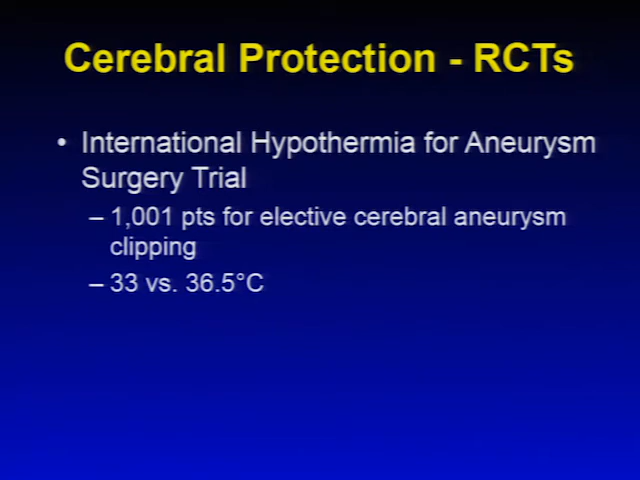 Cerebral Protection - RCTs
• International Hypothermia for Aneurysm
Surgery Trial
– 1,001 pts for elective cerebral aneurysm
clipping
– 33 vs. 36.5°C